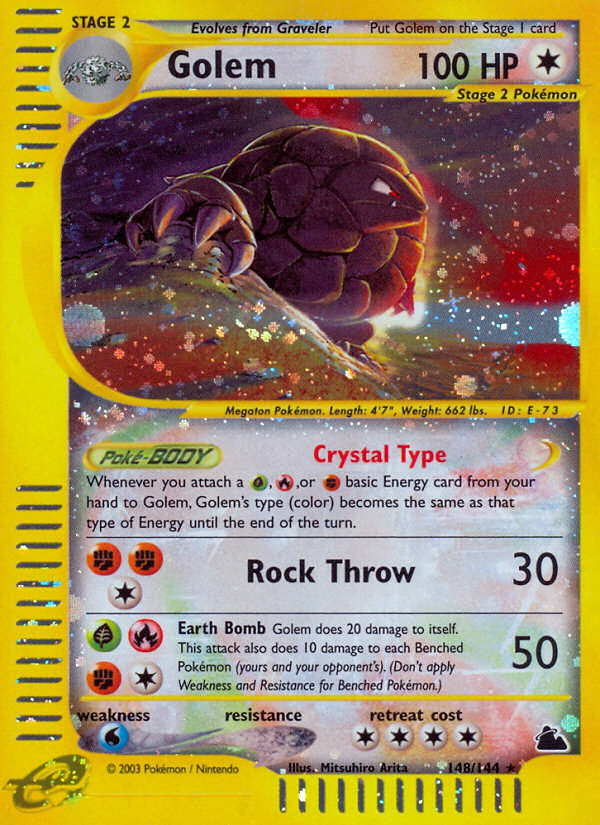 STAGE 2
Evolves from Graveler
Put Golem on the Stage 1 card
Golem
100 HP
Stage 2 Pokémon
Megaton Pokémon. Length: 4'7", Weight: 662 lbs. ID: E-73
Poké-BODY
Crystal Type
Whenever you attach a , ,or basic Energy card from your
hand to Golem, Golem's type (color) becomes the same as that
type of Energy until the end of the turn.
Rock Throw
30
Earth Bomb Golem does 20 damage to itself.
This attack also does 10 damage to each Benched
Pokémon (yours and your opponent's). (Don't apply
Weakness and Resistance for Benched Pokémon.)
50
weakness
resistance
retreat cost
© 2003 Pokémon / Nintendo
Illus. Mitsuhiro Arita
148/144 ★